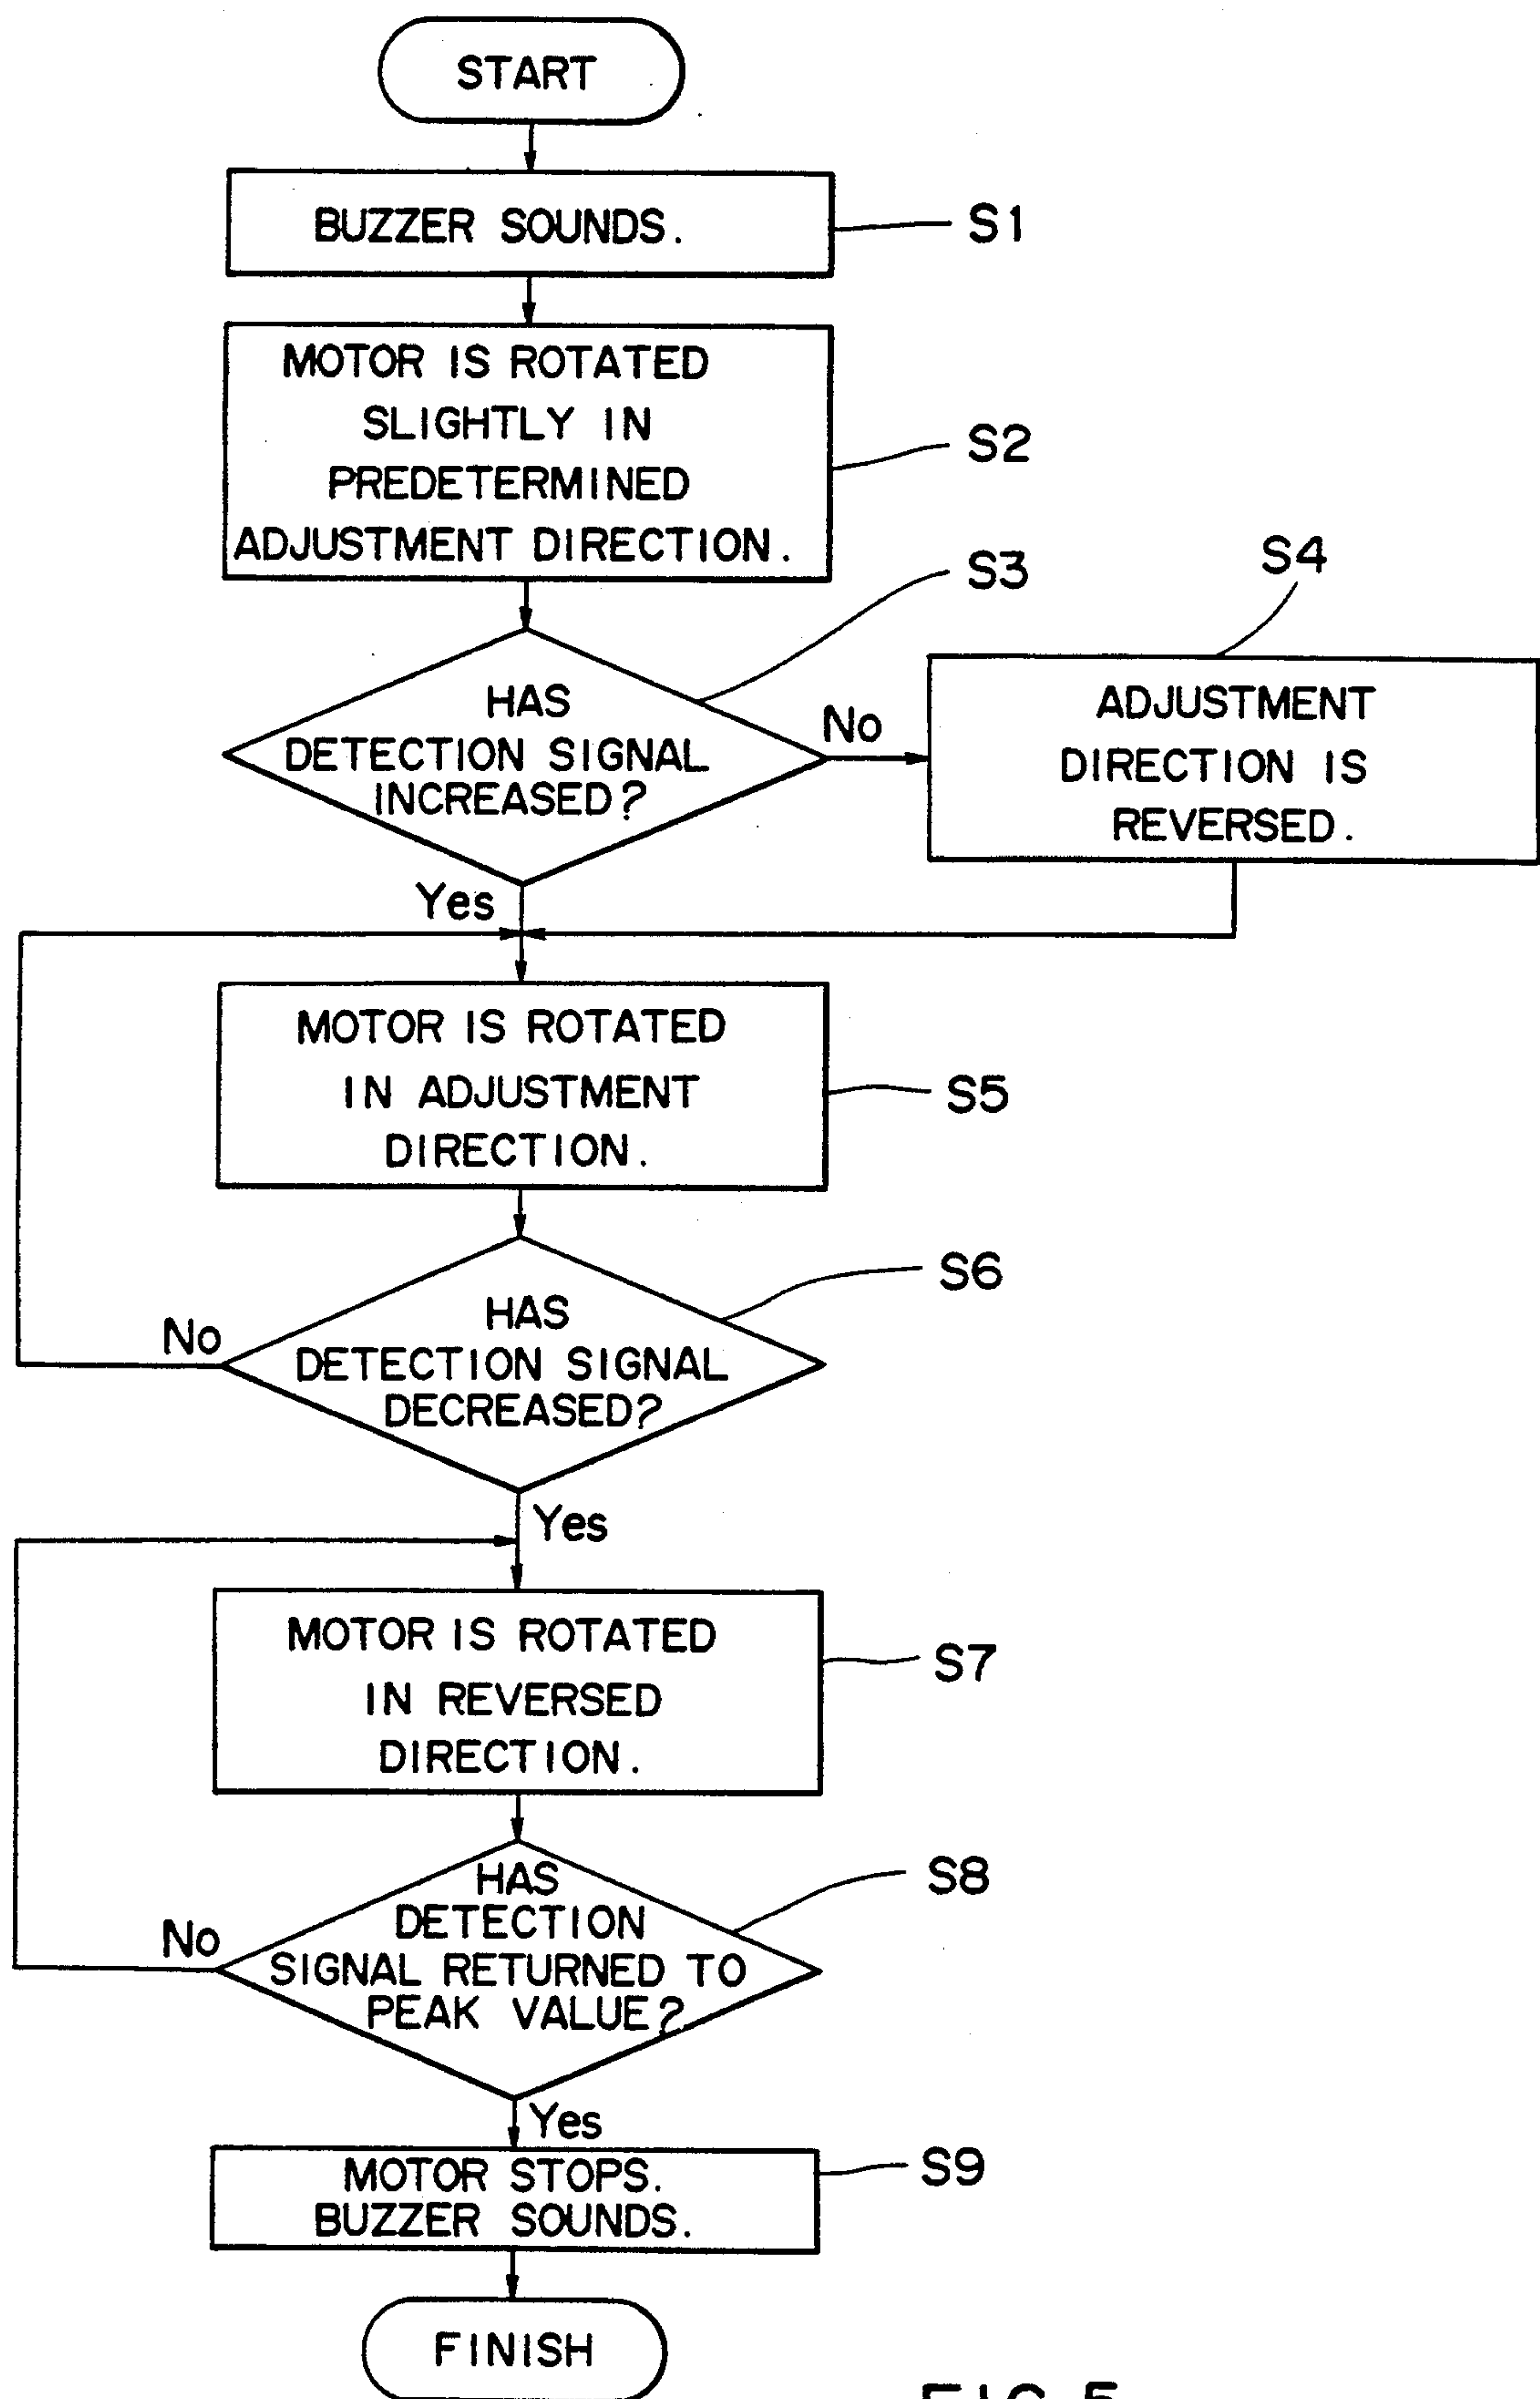 START
BUZZER SOUNDS.
S1
MOTOR IS ROTATED
SLIGHTLY IN
PREDETERMINED
ADJUSTMENT DIRECTION.
S2
HAS
DETECTION SIGNAL
INCREASED?
S3
No
S4
ADJUSTMENT
DIRECTION IS
REVERSED.
Yes
MOTOR IS ROTATED
IN ADJUSTMENT
DIRECTION.
S5
HAS
DETECTION SIGNAL
DECREASED?
S6
No
Yes
MOTOR IS ROTATED
IN REVERSED
DIRECTION.
S7
HAS
DETECTION
SIGNAL RETURNED TO
PEAK VALUE?
S8
No
Yes
MOTOR STOPS.
BUZZER SOUNDS.
S9
FINISH